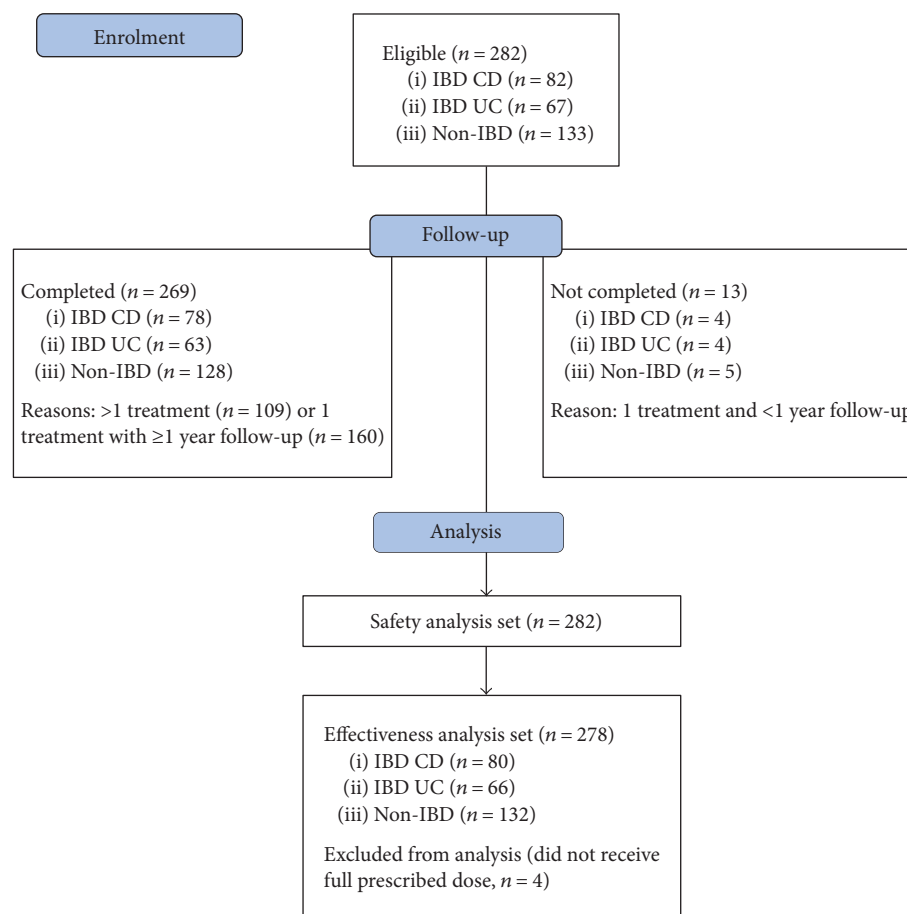 Enrolment
Eligible (n = 282)
(i) IBD CD (n = 82)
(ii) IBD UC (n = 67)
(iii) Non-IBD (n = 133)
Follow-up
Completed (n = 269)
(i) IBD CD (n = 78)
(ii) IBD UC (n = 63)
(iii) Non-IBD (n = 128)
Reasons: >1 treatment (n = 109) or 1
treatment with ≥1 year follow-up (n = 160)
Not completed (n = 13)
(i) IBD CD (n = 4)
(ii) IBD UC (n = 4)
(iii) Non-IBD (n = 5)
Reason: 1 treatment and <1 year follow-up
Analysis
Safety analysis set (n = 282)
Effectiveness analysis set (n = 278)
(i) IBD CD (n = 80)
(ii) IBD UC (n = 66)
(iii) Non-IBD (n = 132)
Excluded from analysis (did not receive
full prescribed dose, n = 4)